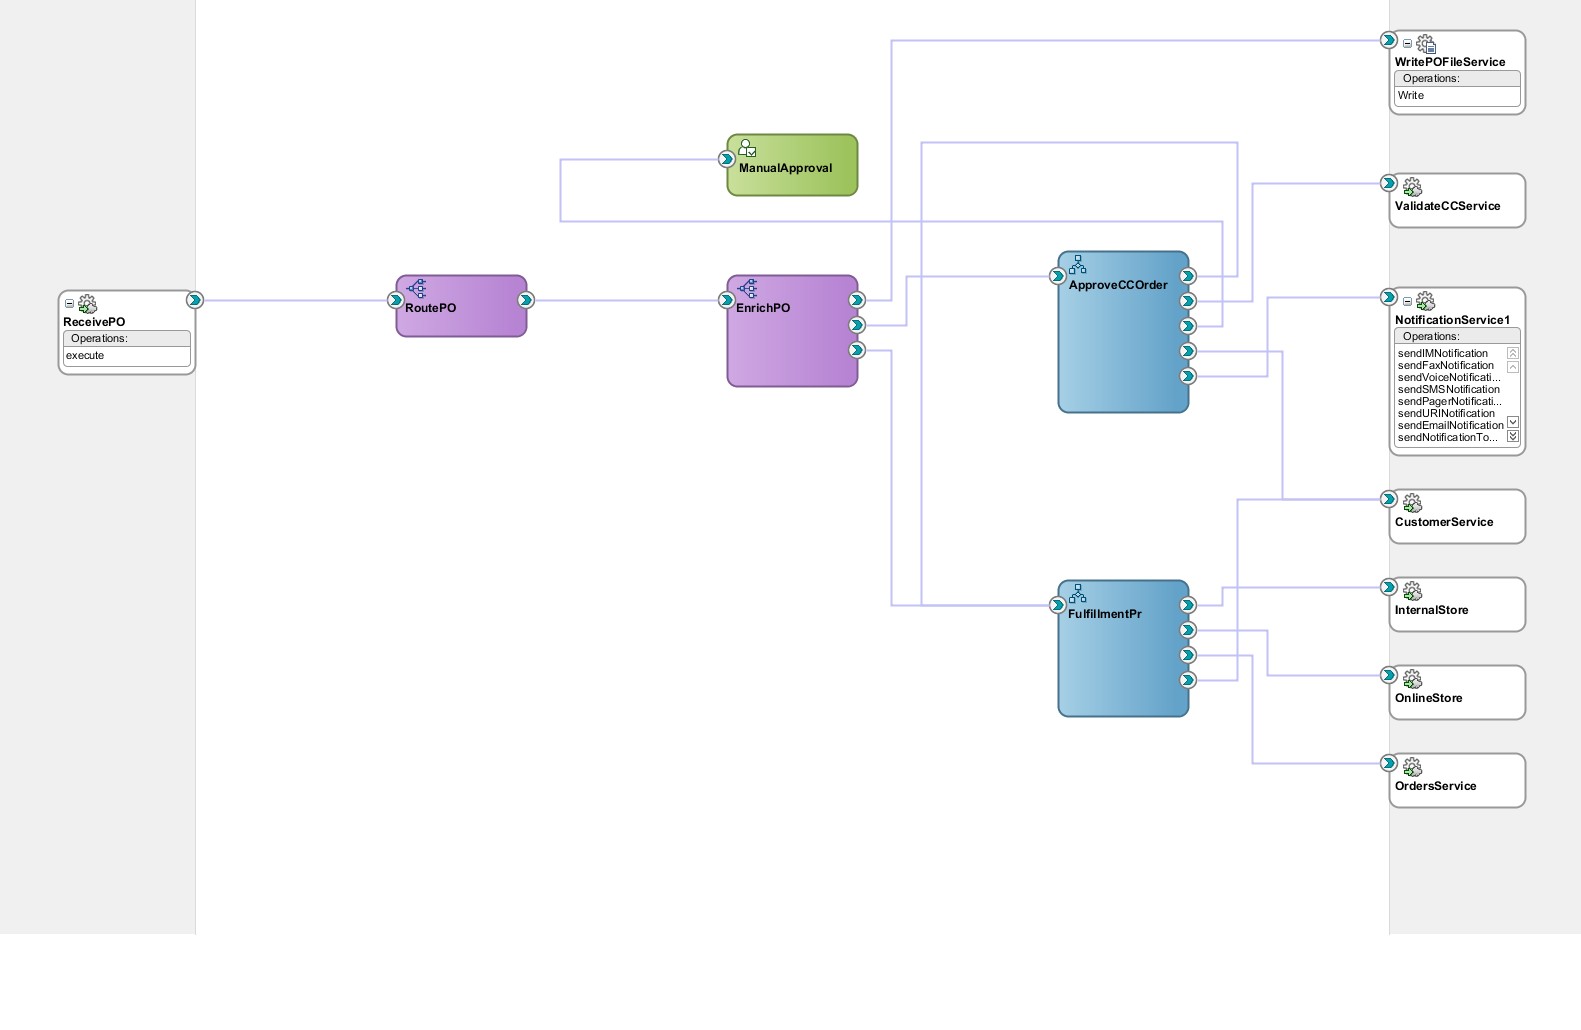 WritePOFileService
Operations:
Write
ManualApproval
ValidateCCService
ReceivePO
Operations:
execute
RoutePO
EnrichPO
ApproveCCOrder
NotificationService1
Operations:
sendIMNotification
sendFaxNotification
sendVoiceNotificati...
sendSMSNotification
sendPagerNotificati...
sendURINotification
sendEmailNotification
sendNotificationTo...
CustomerService
FulfillmentPr
InternalStore
OnlineStore
OrdersService